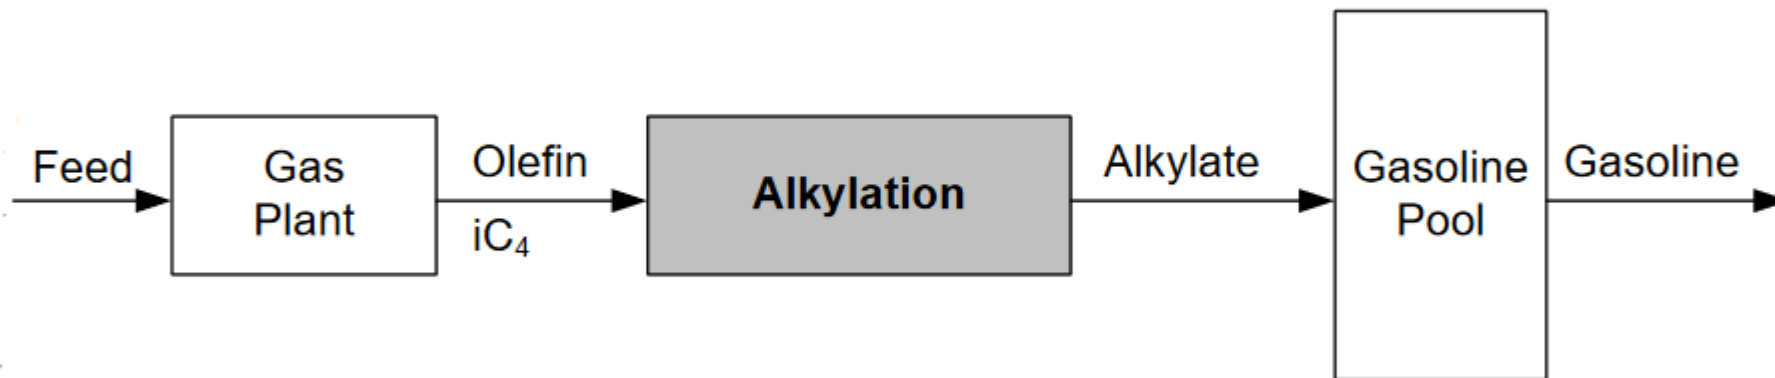 Feed
Gas
Plant
Olefin
iC₄
Alkylation
Alkylate
Gasoline
Pool
Gasoline